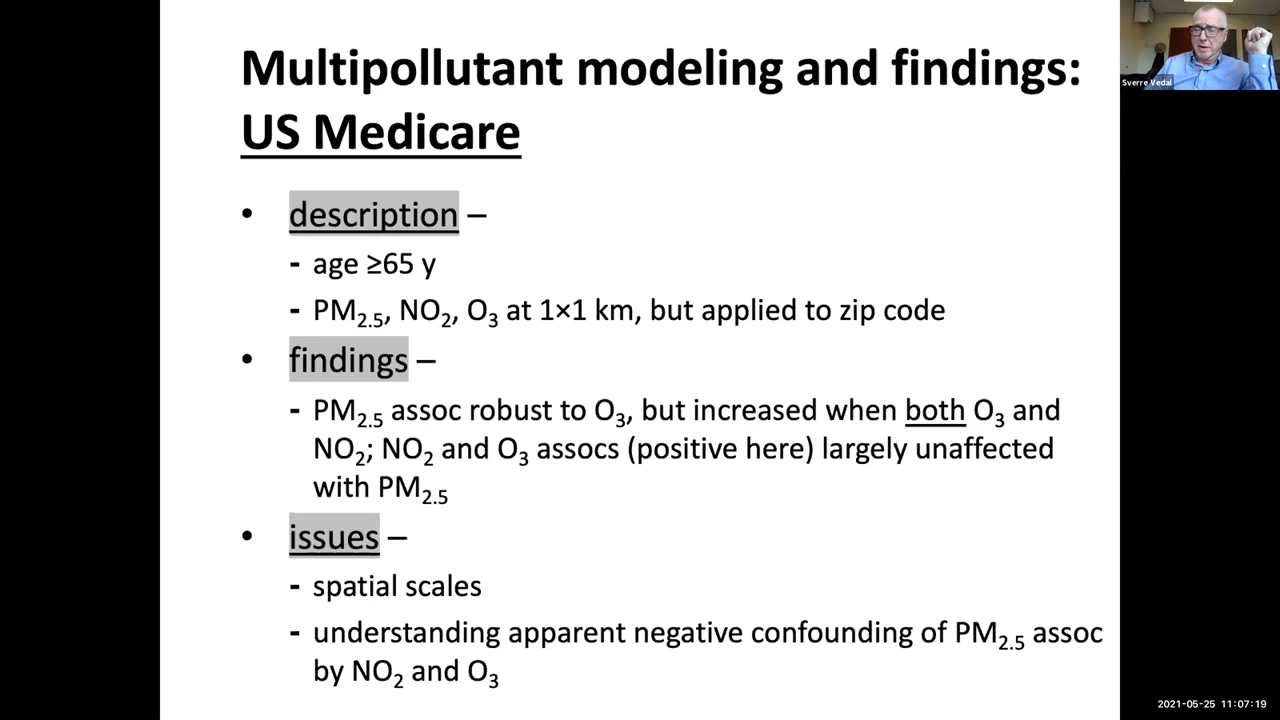 Multipollutant modeling and findings:
US Medicare
• description –
- age ≥65 y
- PM2.5, NO2, O3 at 1×1 km, but applied to zip code
• findings –
- PM2.5 assoc robust to O3, but increased when both O3 and
NO2; NO2 and O3 assocs (positive here) largely unaffected
with PM2.5
• issues –
- spatial scales
- understanding apparent negative confounding of PM2.5 assoc
by NO2 and O3
Sverre Vedal
2021-05-25 11:07:19